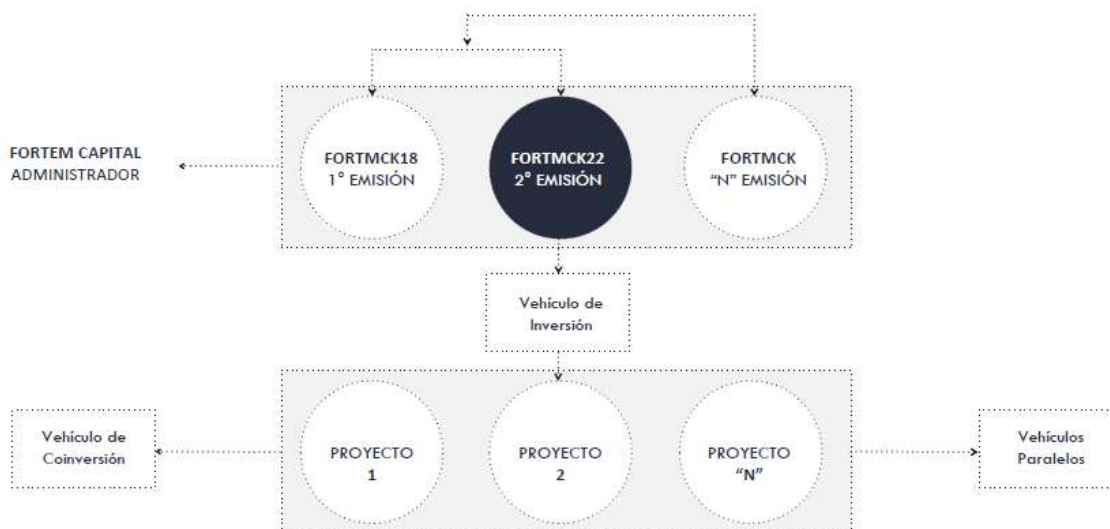 FORTEM CAPITAL
ADMINISTRADOR
FORTMCK18
1° EMISIÓN
FORTMCK22
2° EMISIÓN
FORTMCK
“N” EMISIÓN
Vehículo de
Inversión
Vehículo de
Coinversión
PROYECTO
1
PROYECTO
2
PROYECTO
“N”
Vehículos
Paralelos